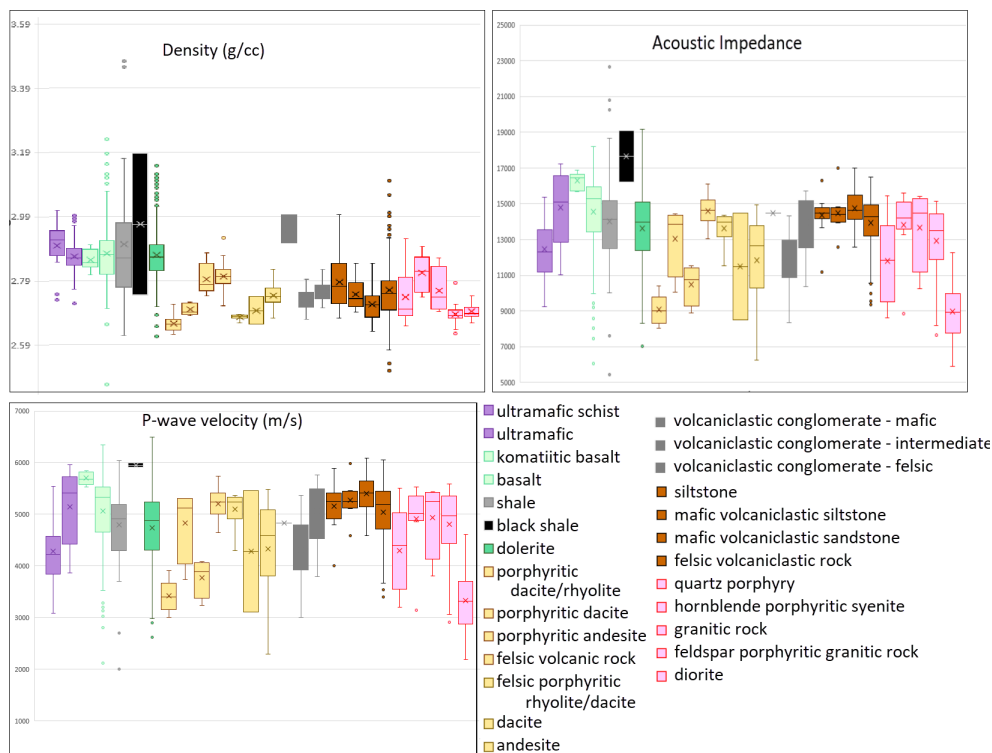 Density (g/cc)
3.59
3.39
3.19
2.99
2.79
2.59
Acoustic Impedance
25000
23000
21000
19000
17000
15000
13000
11000
9000
7000
5000
P-wave velocity (m/s)
7000
6000
5000
4000
3000
2000
1000
ultramafic schist
ultramafic
komatiitic basalt
basalt
shale
black shale
dolerite
porphyritic
dacite/rhyolite
porphyritic dacite
porphyritic andesite
felsic volcanic rock
felsic porphyritic
rhyolite/dacite
dacite
andesite
volcaniclastic conglomerate - mafic
volcaniclastic conglomerate - intermediate
volcaniclastic conglomerate - felsic
siltstone
mafic volcaniclastic siltstone
mafic volcaniclastic sandstone
felsic volcaniclastic rock
quartz porphyry
hornblende porphyritic syenite
granitic rock
feldspar porphyritic granitic rock
diorite